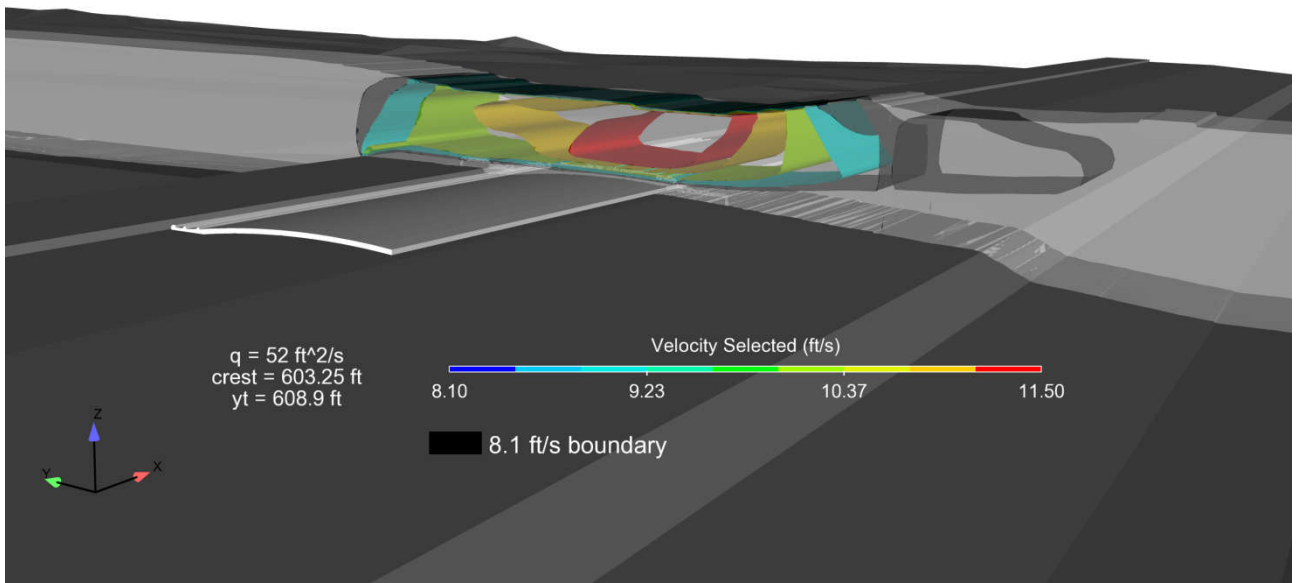 q = 52 ft^2/s
crest = 603.25 ft
yt = 608.9 ft
Velocity Selected (ft/s)
8.10 9.23 10.37 11.50
8.1 ft/s boundary
Z
Y X